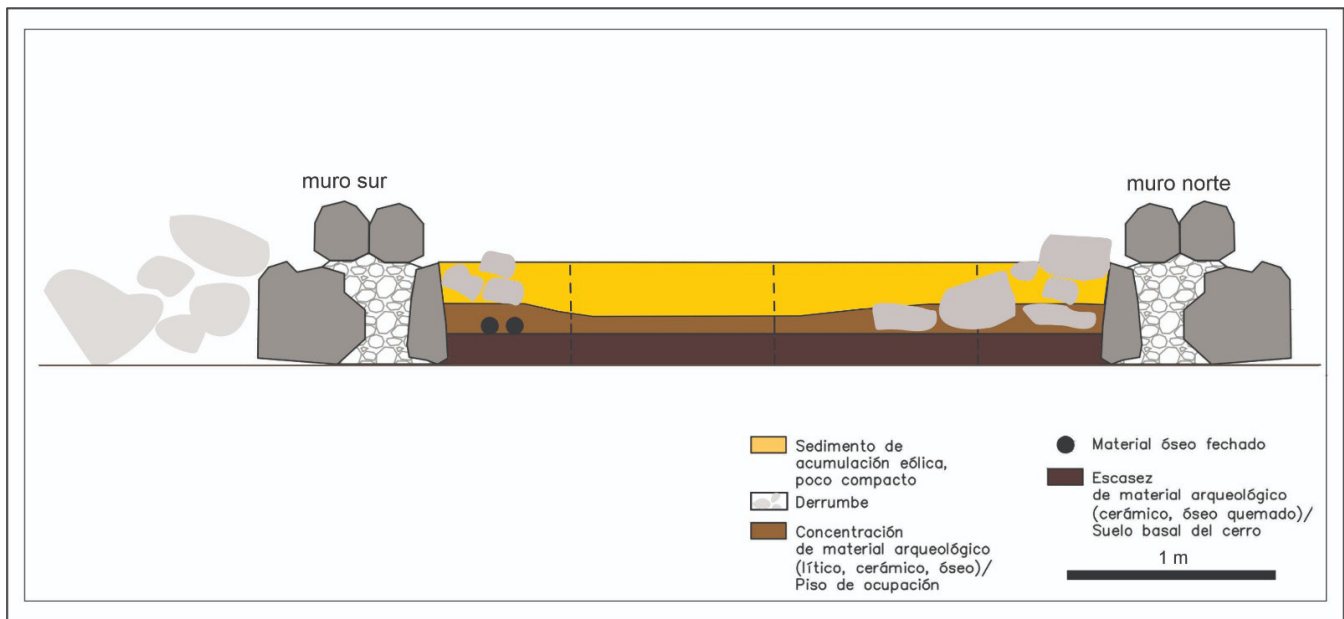 muro sur
muro norte
Sedimento de
acumulación eólica,
poco compacto
Derrumbe
Concentración
de material arqueológico
(lítico, cerámico, óseo)/
Piso de ocupación
Material óseo fechado
Escasez
de material arqueológico
(cerámico, óseo quemado)/
Suelo basal del cerro
1 m